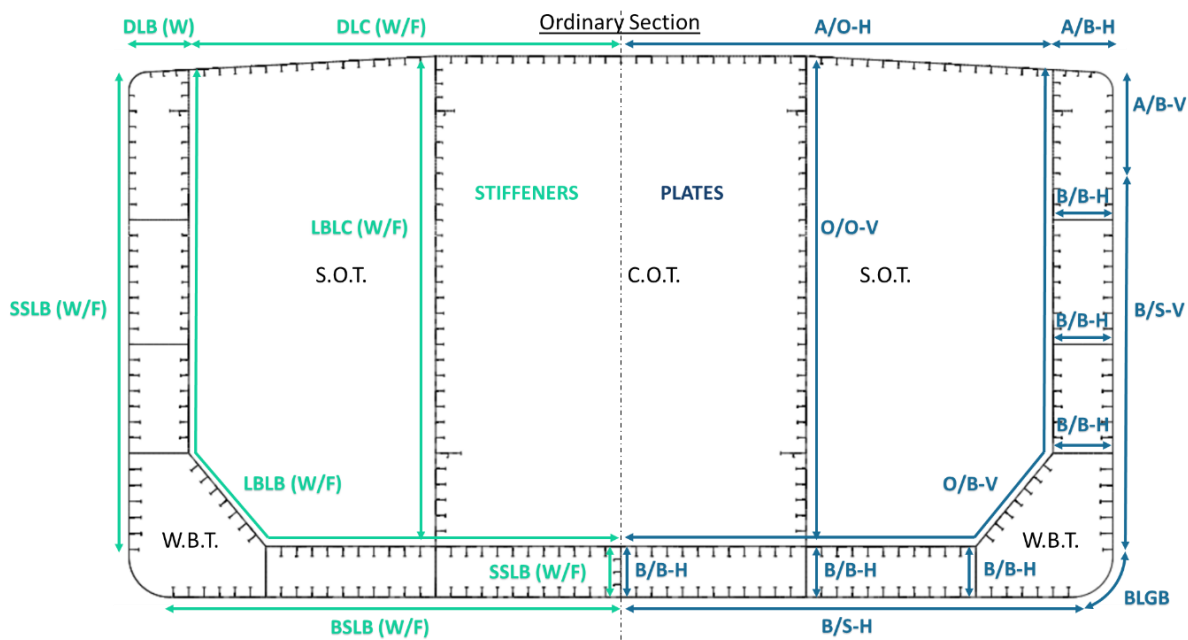 Ordinary Section
DLB (W)
DLC (W/F)
A/O-H
A/B-H
A/B-V
STIFFENERS
PLATES
B/B-H
LBLC (W/F)
O/O-V
S.O.T.
C.O.T.
S.O.T.
SSLB (W/F)
B/S-V
B/B-H
B/B-H
LBLB (W/F)
O/B-V
W.B.T.
W.B.T.
SSLB (W/F)
B/B-H
B/B-H
B/B-H
BLGB
BSLB (W/F)
B/S-H